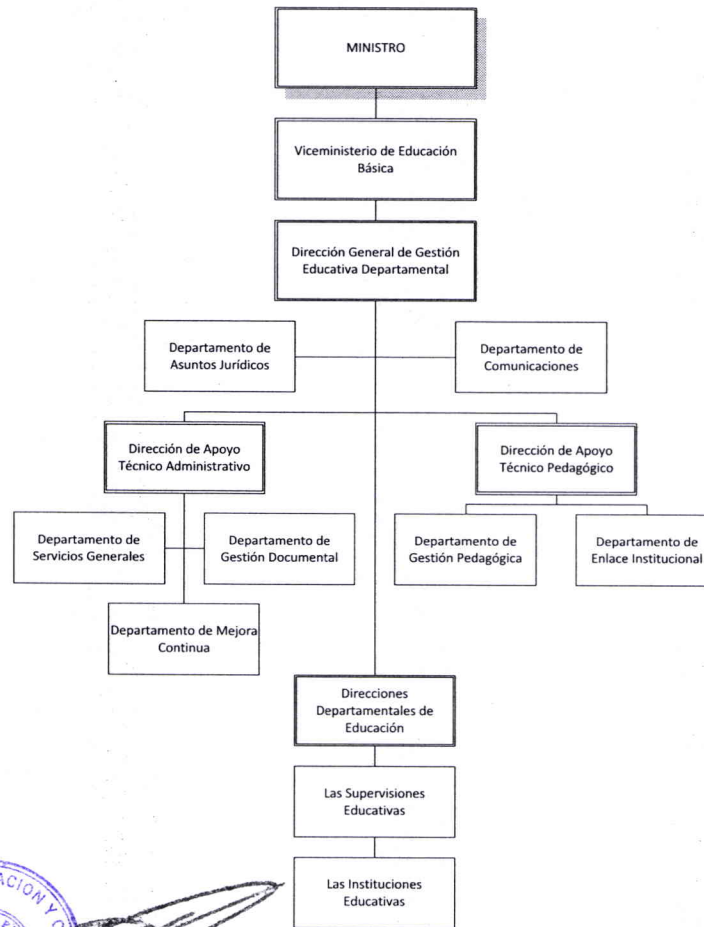 MINISTRO
Viceministerio de Educación
Básica
Dirección General de Gestión
Educativa Departamental
Departamento de
Asuntos Jurídicos
Departamento de
Comunicaciones
Dirección de Apoyo
Técnico Administrativo
Dirección de Apoyo
Técnico Pedagógico
Departamento de
Servicios Generales
Departamento de
Gestión Documental
Departamento de
Gestión Pedagógica
Departamento de
Enlace Institucional
Departamento de Mejora
Continua
Direcciones
Departamentales de
Educación
Las Supervisiones
Educativas
Las Instituciones
Educativas
ACION Y O